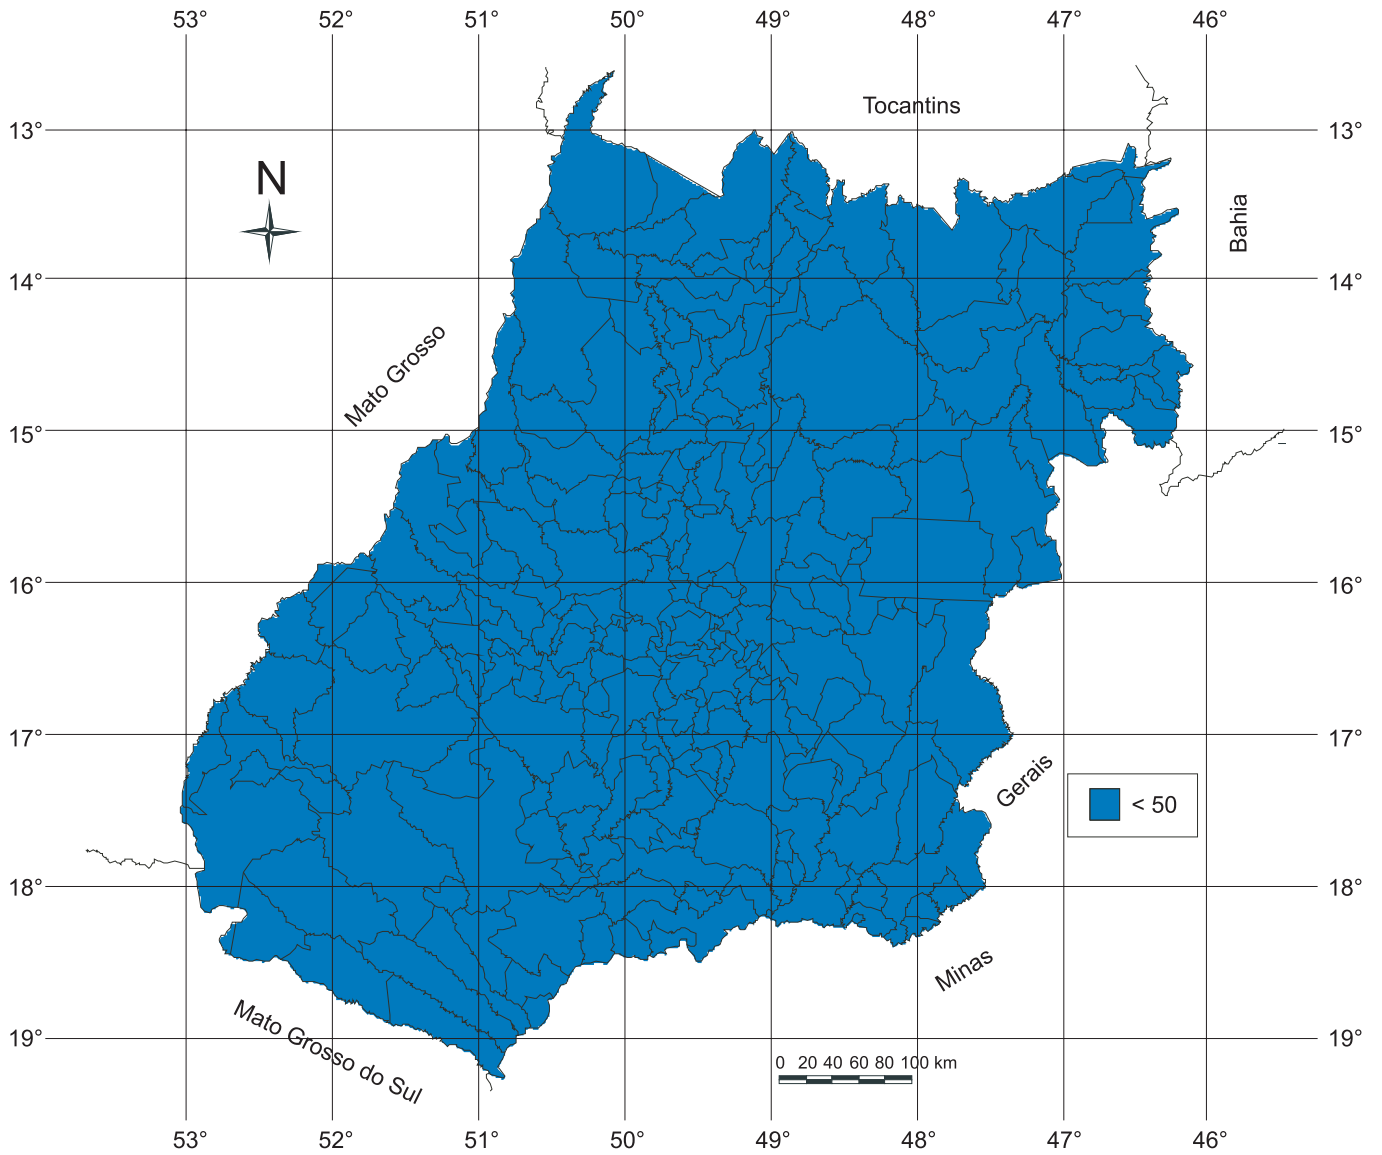 53° 52° 51° 50° 49° 48° 47° 46°
Tocantins
13° 13°
N
Bahia
14° 14°
Mato Grosso
15° 15°
16° 16°
17° 17°
Gerais
< 50
18° 18°
Minas
Mato Grosso do Sul
19° 19°
0 20 40 60 80 100 km
53° 52° 51° 50° 49° 48° 47° 46°